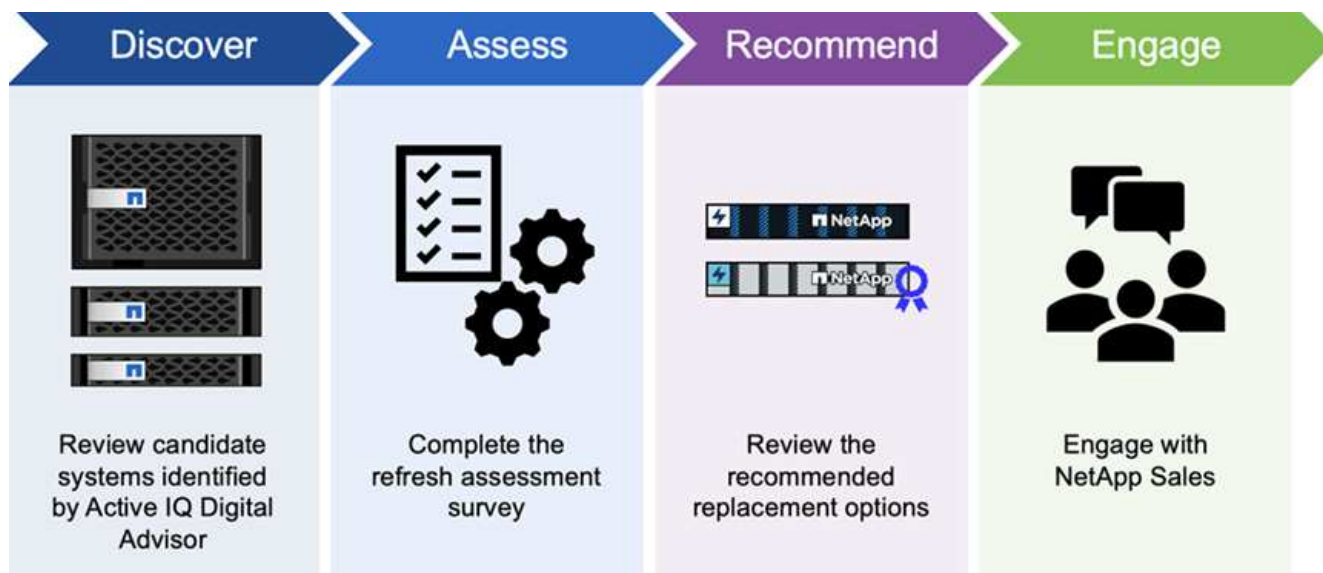 Discover
Assess
Recommend
Engage
NetApp
NetApp
Review candidate
systems identified
by Active IQ Digital
Advisor
Complete the
refresh assessment
survey
Review the
recommended
replacement options
Engage with
NetApp Sales